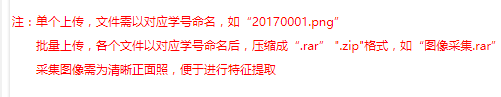 注：单个上传，文件需以对应学号命名，如“20170001.png”
批量上传，各个文件以对应学号命名后，压缩成“.rar” ".zip"格式，如“图像采集.rar”
采集图像需为清晰正面照，便于进行特征提取